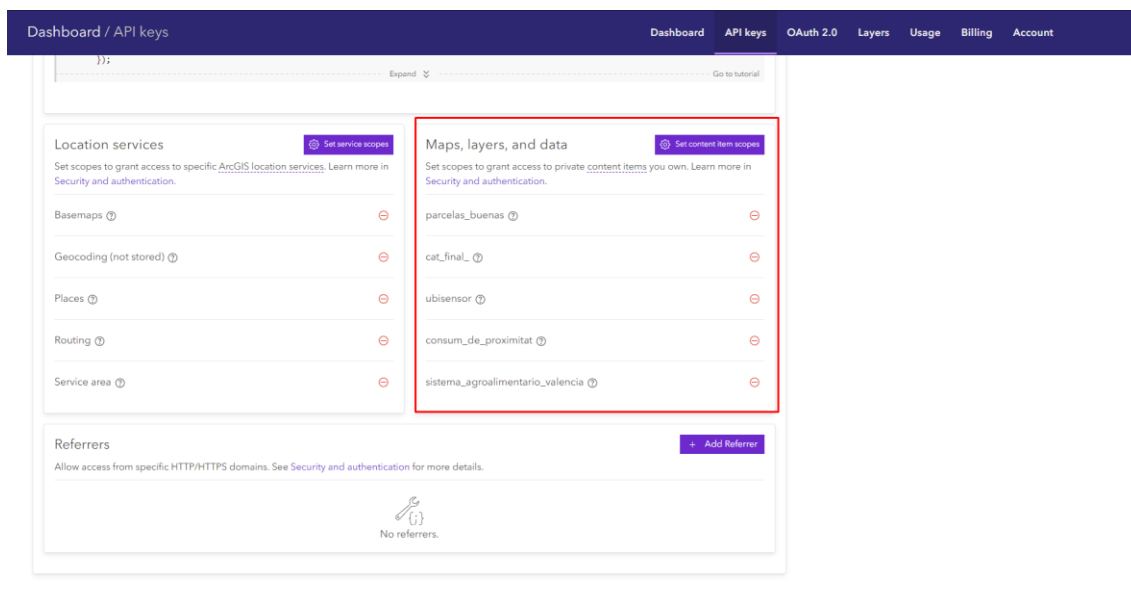 Dashboard / API keys
Dashboard API keys OAuth 2.0 Layers Usage Billing Account
});
Expand
Go to tutorial
Location services
Set service scopes
Set scopes to grant access to specific ArcGIS location services. Learn more in
Security and authentication.
Basemaps
Geocoding (not stored)
Places
Routing
Service area
Maps, layers, and data
Set content item scopes
Set scopes to grant access to private content items you own. Learn more in
Security and authentication.
parcelas_buenas
cat_final_
ubisensor
consum_de_proximitat
sistema_agroalimentario_valencia
Referrers
+ Add Referrer
Allow access from specific HTTP/HTTPS domains. See Security and authentication for more details.
{;}
No referrers.